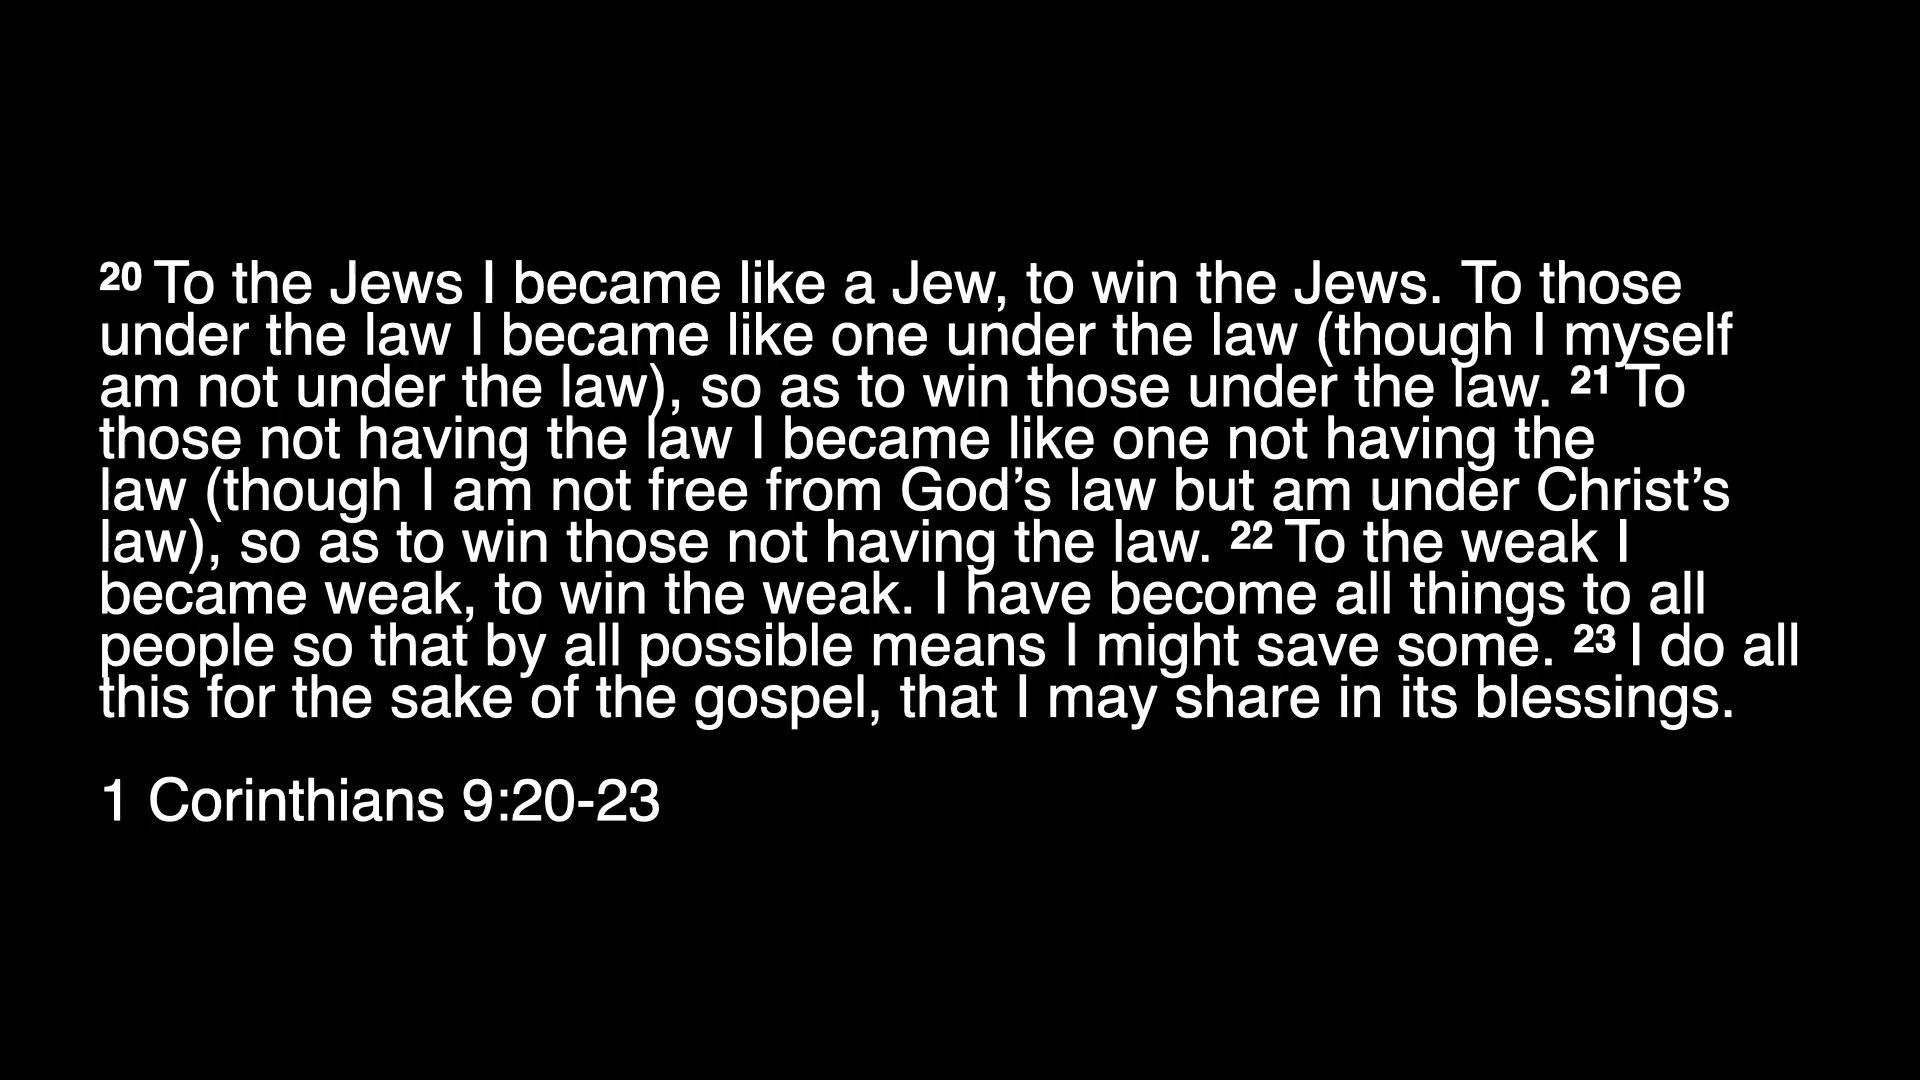 20 To the Jews I became like a Jew, to win the Jews. To those
under the law I became like one under the law (though I myself
am not under the law), so as to win those under the law. 21 To
those not having the law I became like one not having the
law (though I am not free from God’s law but am under Christ’s
law), so as to win those not having the law. 22 To the weak I
became weak, to win the weak. I have become all things to all
people so that by all possible means I might save some. 23 I do all
this for the sake of the gospel, that I may share in its blessings.
1 Corinthians 9:20-23